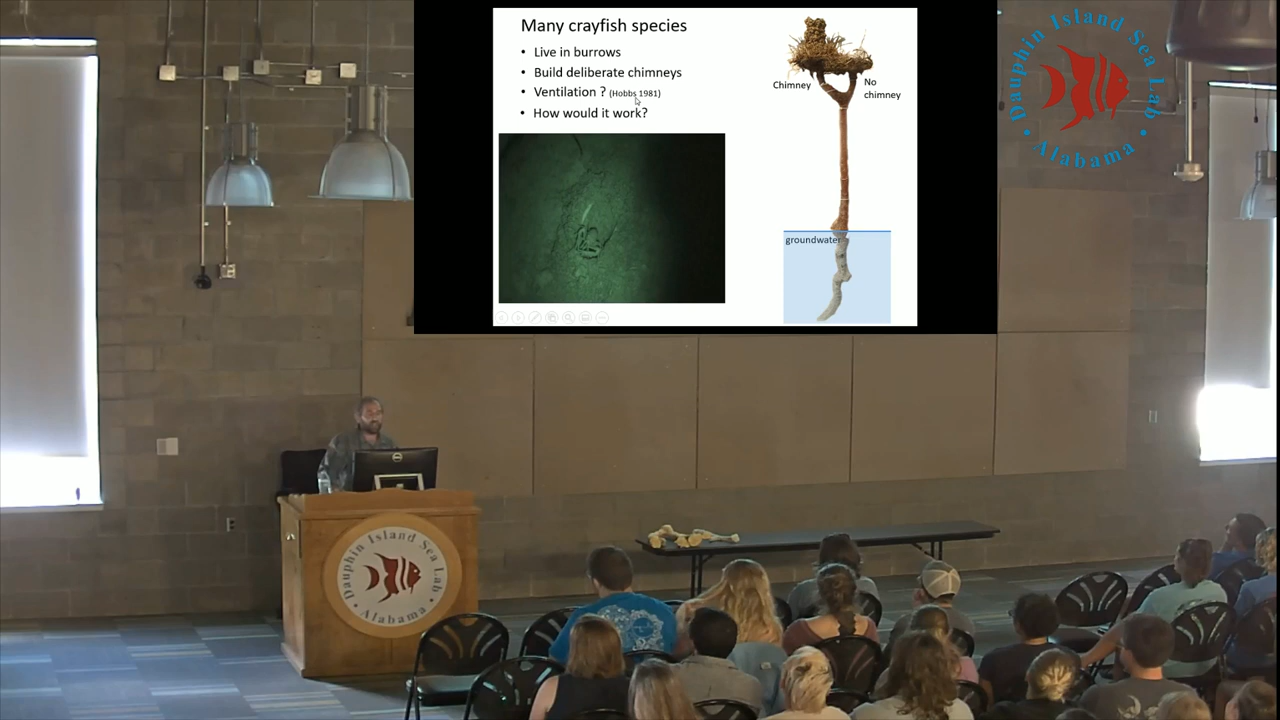 Many crayfish species
• Live in burrows
• Build deliberate chimneys
• Ventilation ? (Hobbs 1981)
• How would it work?
Chimney
No
chimney
groundwater
Dauphin Island Sea Lab
• Alabama •
DELL
Dauphin Island Sea Lab
• Alabama •